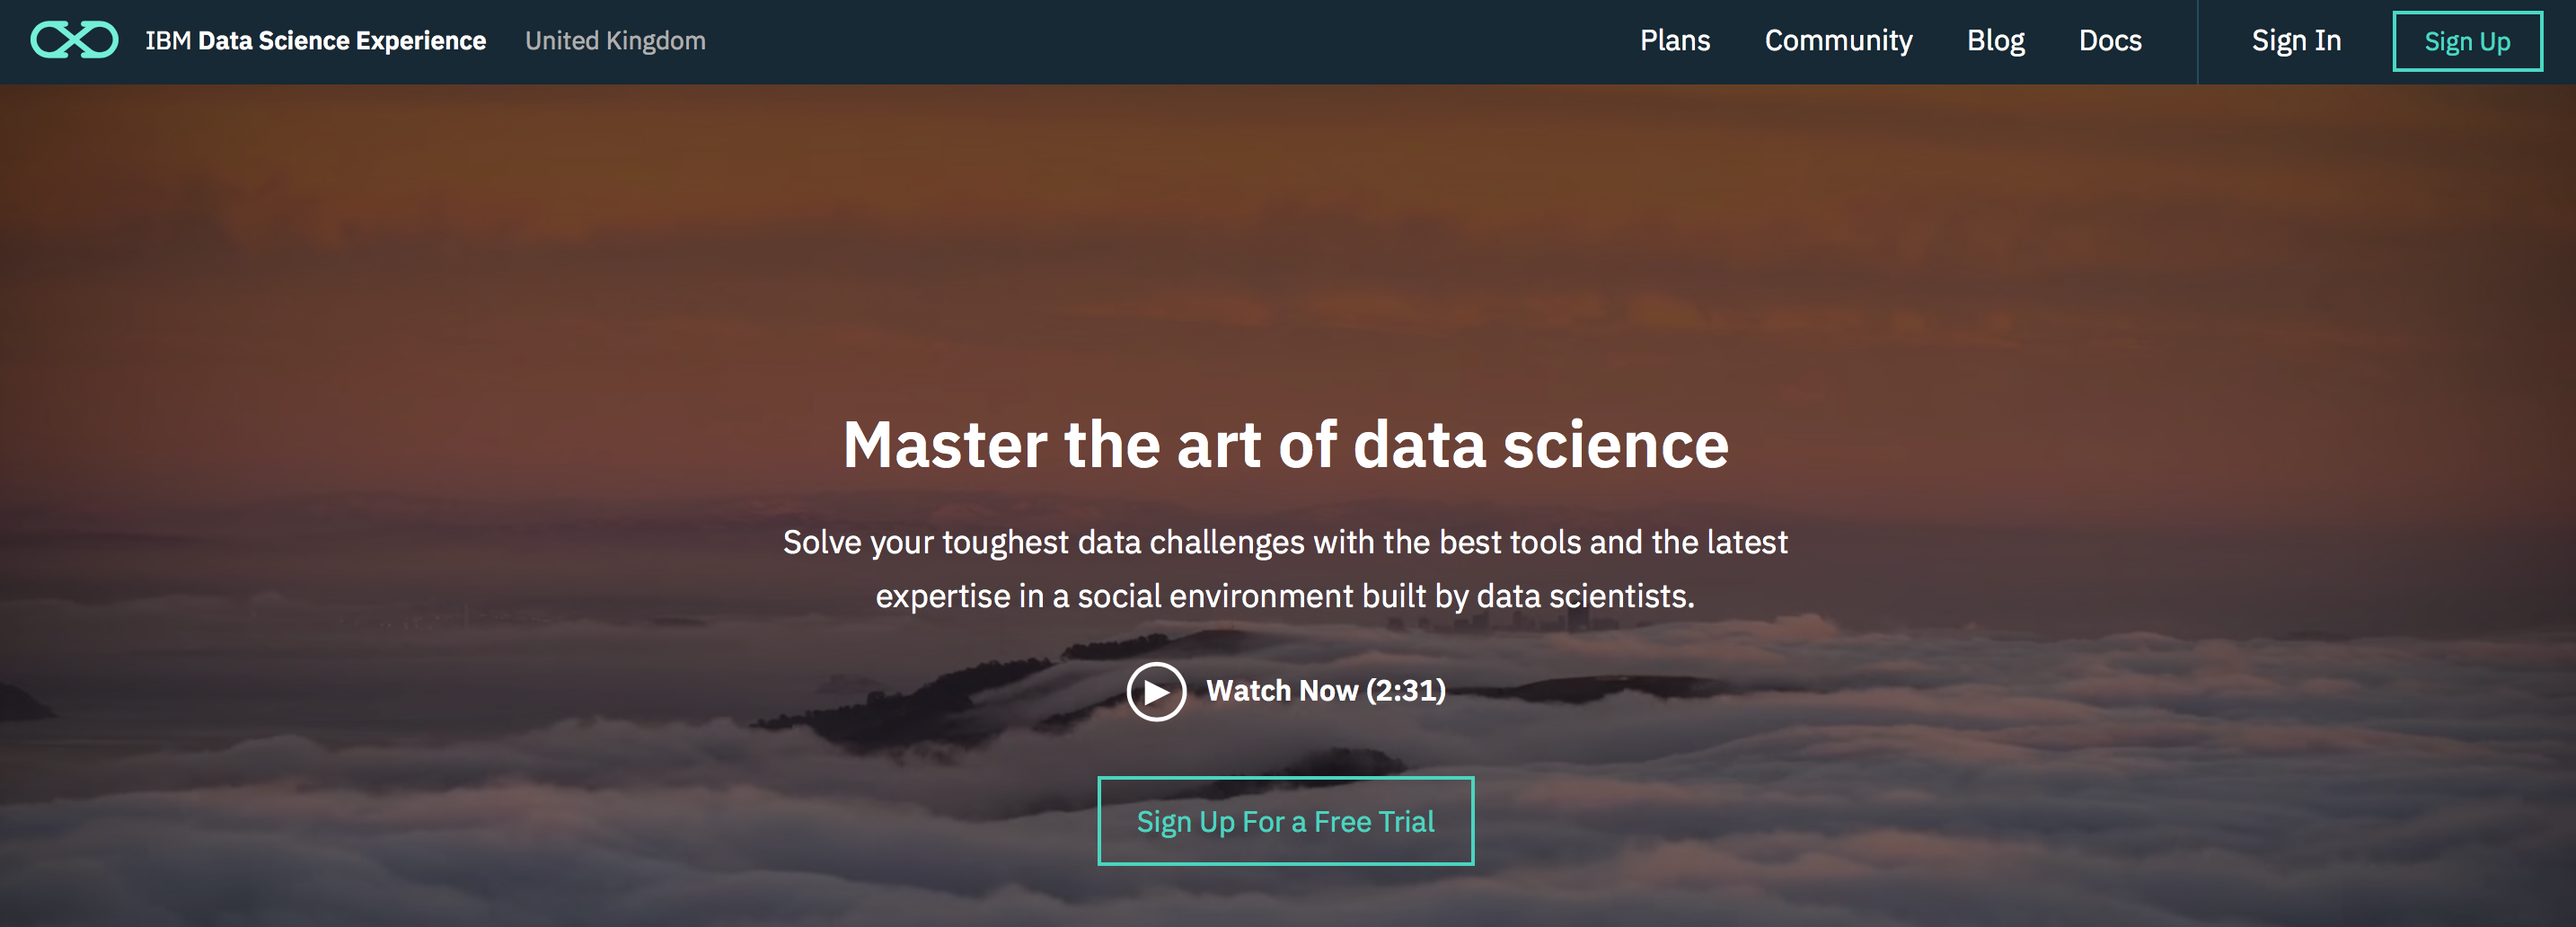 IBM Data Science Experience
United Kingdom
Plans
Community
Blog
Docs
Sign In
Sign Up
Master the art of data science
Solve your toughest data challenges with the best tools and the latest
expertise in a social environment built by data scientists.
Watch Now (2:31)
Sign Up For a Free Trial